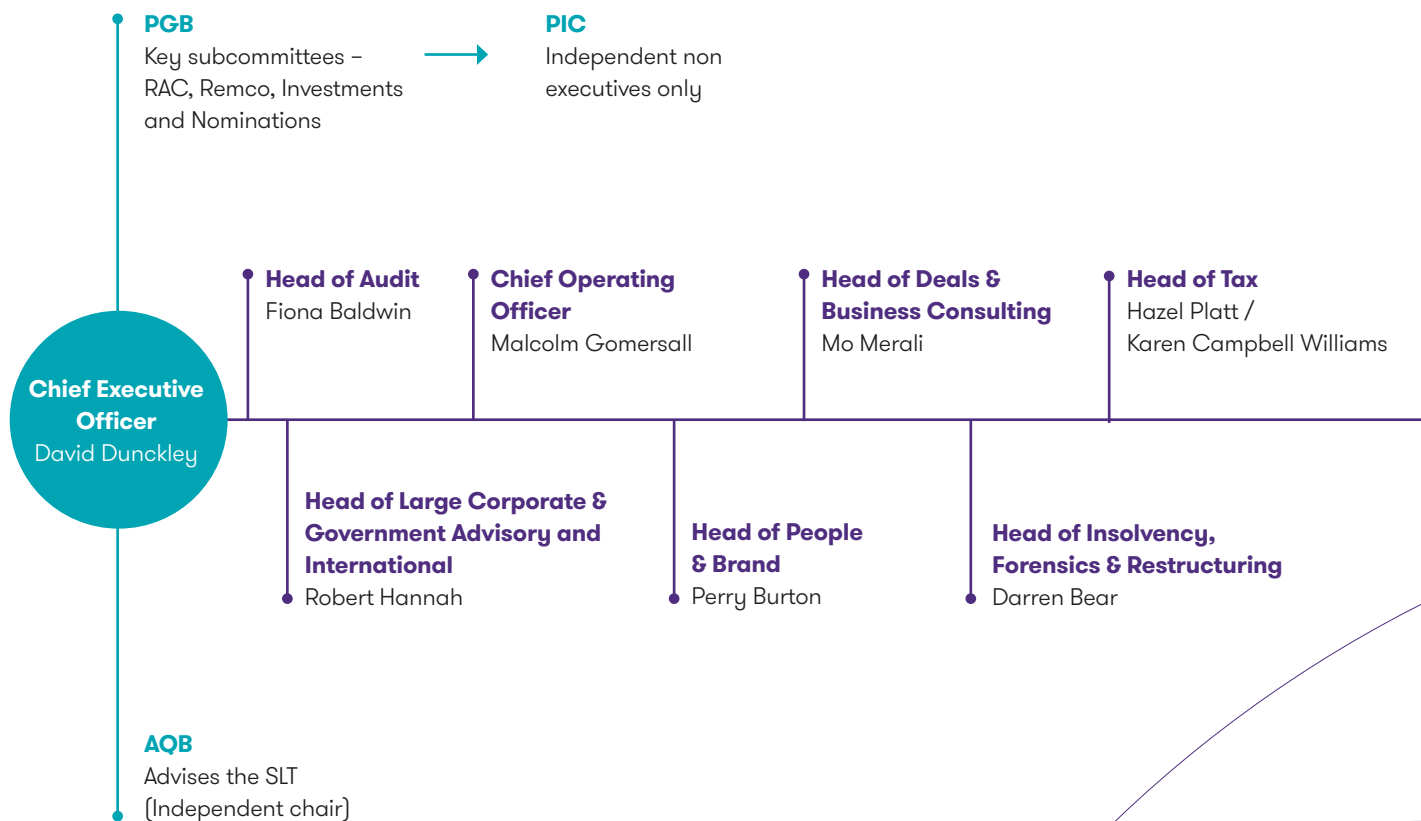 PGB
Key subcommittees –
RAC, Remco, Investments
and Nominations
PIC
Independent non
executives only
Head of Audit
Fiona Baldwin
Chief Operating
Officer
Malcolm Gomersall
Head of Deals &
Business Consulting
Mo Merali
Head of Tax
Hazel Platt /
Karen Campbell Williams
Chief Executive
Officer
David Dunckley
Head of Large Corporate &
Government Advisory and
International
Robert Hannah
Head of People
& Brand
Perry Burton
Head of Insolvency,
Forensics & Restructuring
Darren Bear
AQB
Advises the SLT
(Independent chair)